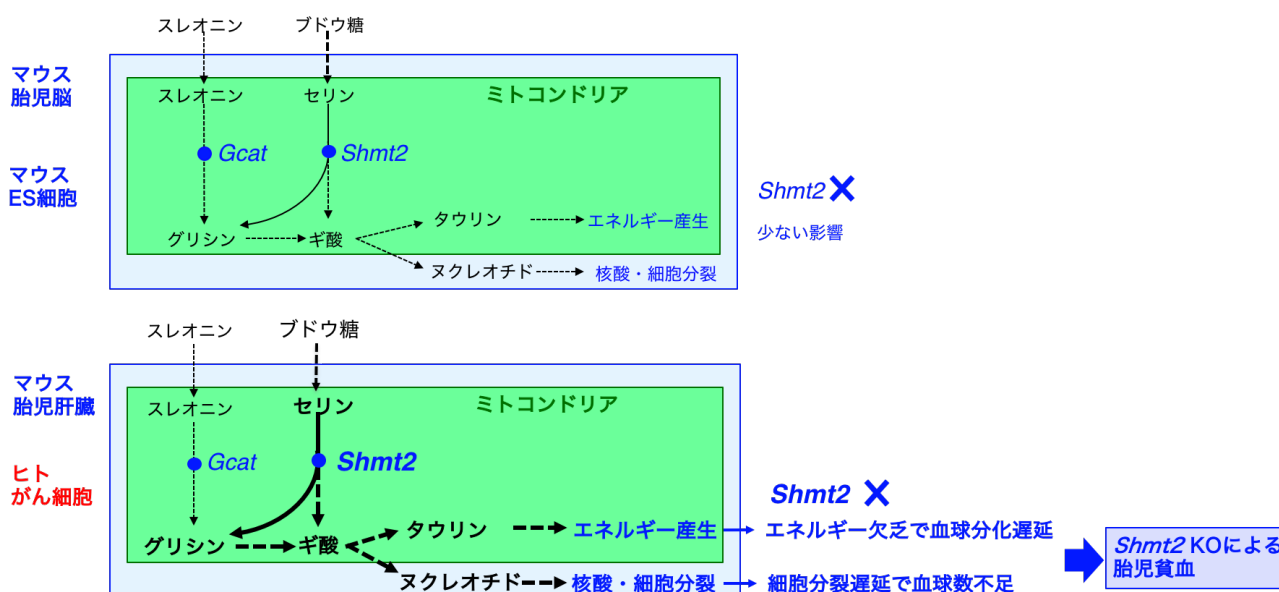 スレオニン
ブドウ糖
マウス
胎児脳
スレオニン
セリン
ミトコンドリア
Gcat
Shmt2
マウス
ES細胞
Shmt2
タウリン
エネルギー産生
少ない影響
グリシン
ギ酸
ヌクレオチド
核酸・細胞分裂
スレオニン
ブドウ糖
マウス
胎児肝臓
スレオニン
セリン
ミトコンドリア
Gcat
Shmt2
ヒト
がん細胞
Shmt2
タウリン
エネルギー産生
エネルギー欠乏で血球分化遅延
グリシン
ギ酸
Shmt2 KOによる
胎児貧血
ヌクレオチド
核酸・細胞分裂
細胞分裂遅延で血球数不足